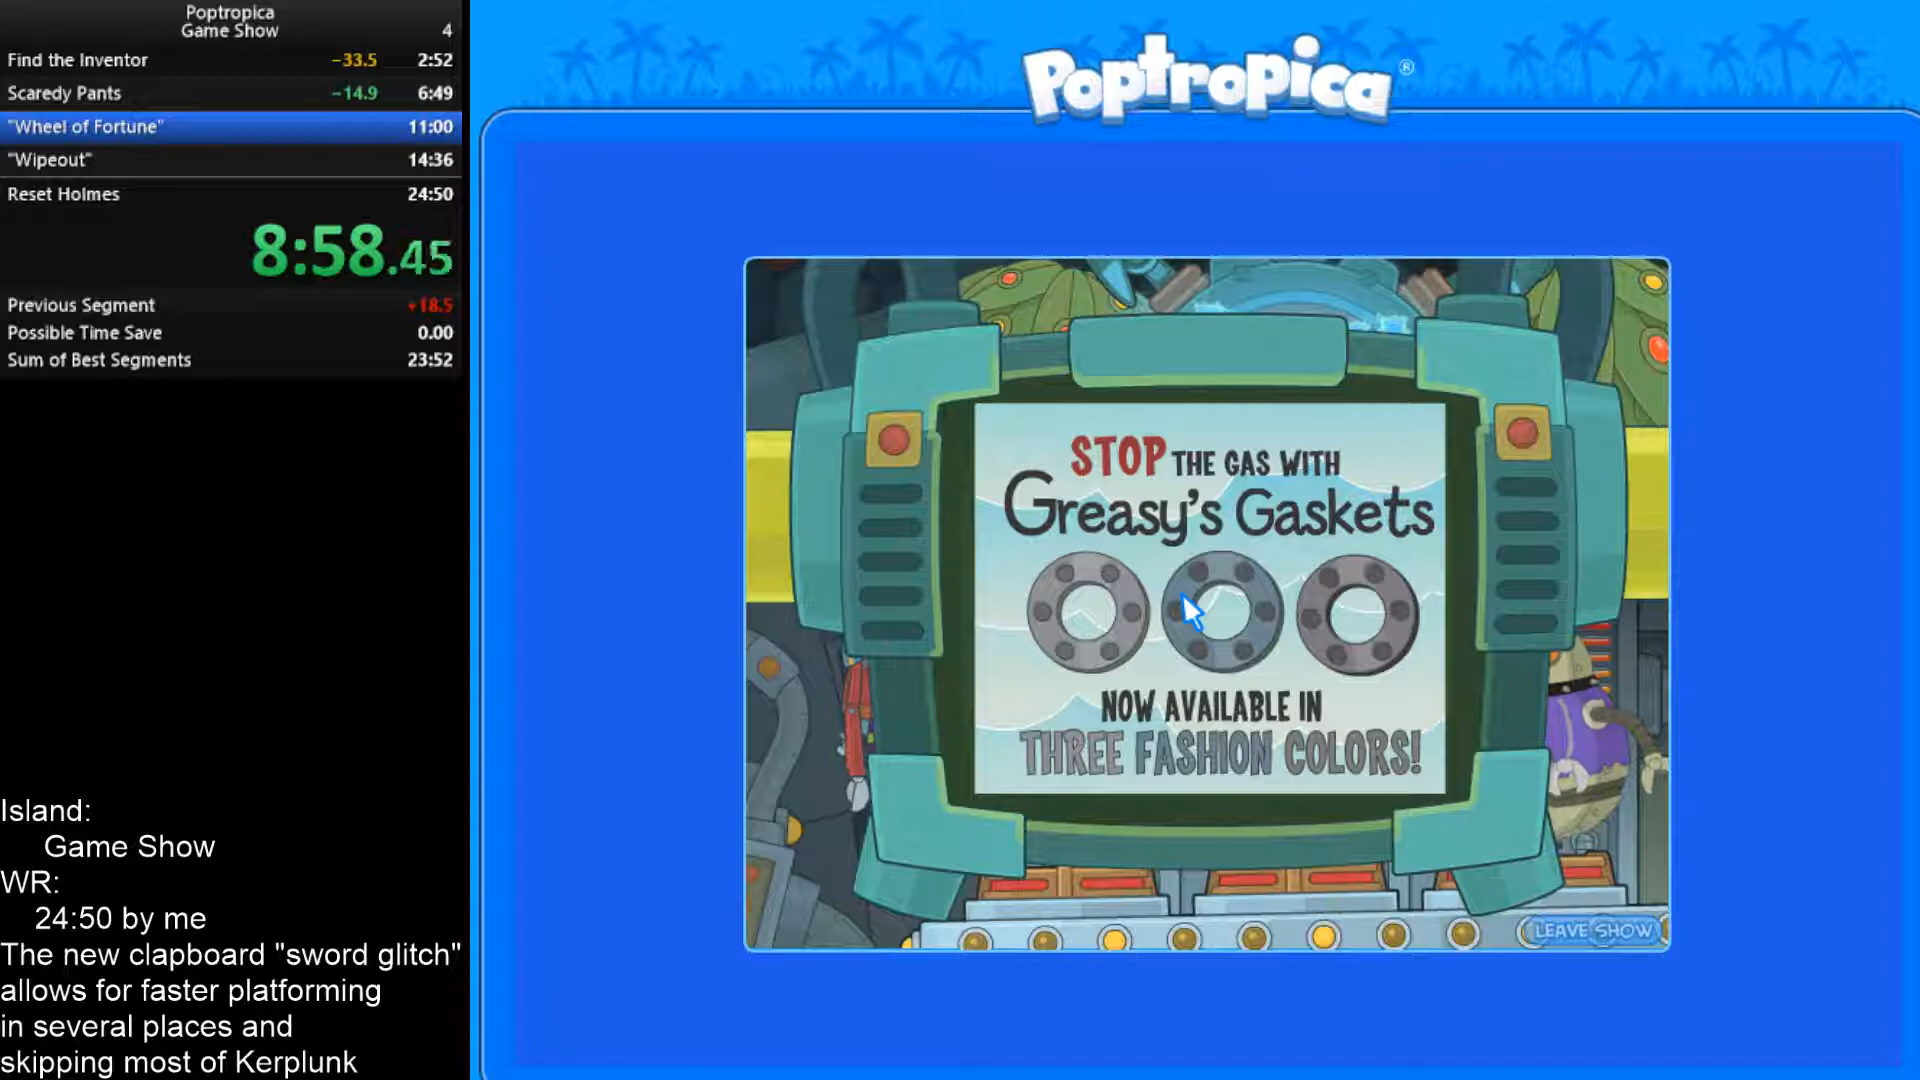 Poptropica
Game Show 4
Find the Inventor -33.5 2:52
Scaredy Pants -14.9 6:49
"Wheel of Fortune" 11:00
"Wipeout" 14:36
Reset Holmes 24:50
8:58.45
Previous Segment +18.5
Possible Time Save 0.00
Sum of Best Segments 23:52
Island:
Game Show
WR:
24:50 by me
The new clapboard "sword glitch"
allows for faster platforming
in several places and
skipping most of Kerplunk
Poptropica®
STOP THE GAS WITH
Greasy's Gaskets
NOW AVAILABLE IN
THREE FASHION COLORS!
LEAVE SHOW